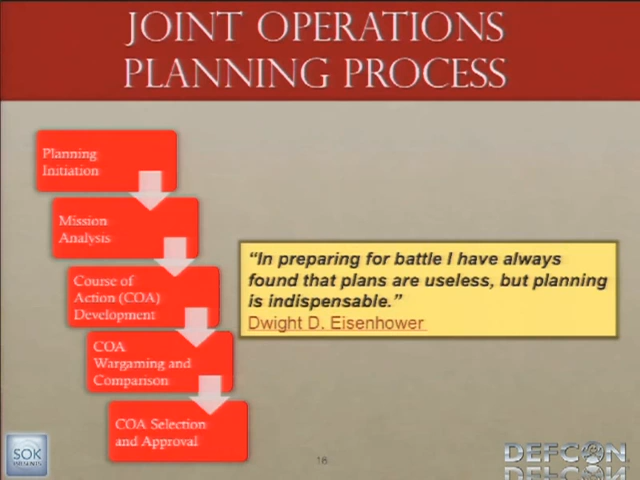 JOINT OPERATIONS
PLANNING PROCESS
Planning
Initiation
Mission
Analysis
Course of
Action (COA)
Development
COA
Wargaming and
Comparison
COA Selection
and Approval
“In preparing for battle I have always
found that plans are useless, but planning
is indispensable.”
Dwight D. Eisenhower
SOK
PRESENTS
18
DEFCON